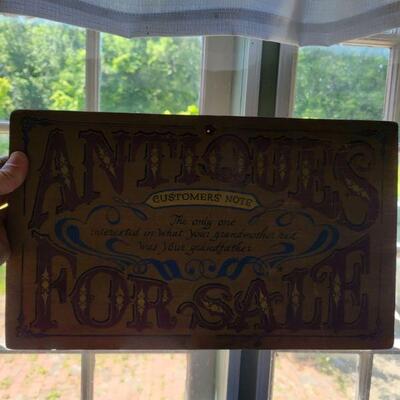 ANTIQUES
CUSTOMERS' NOTE
The only one
interested in what your grandmother had
was your grandfather
FOR SALE